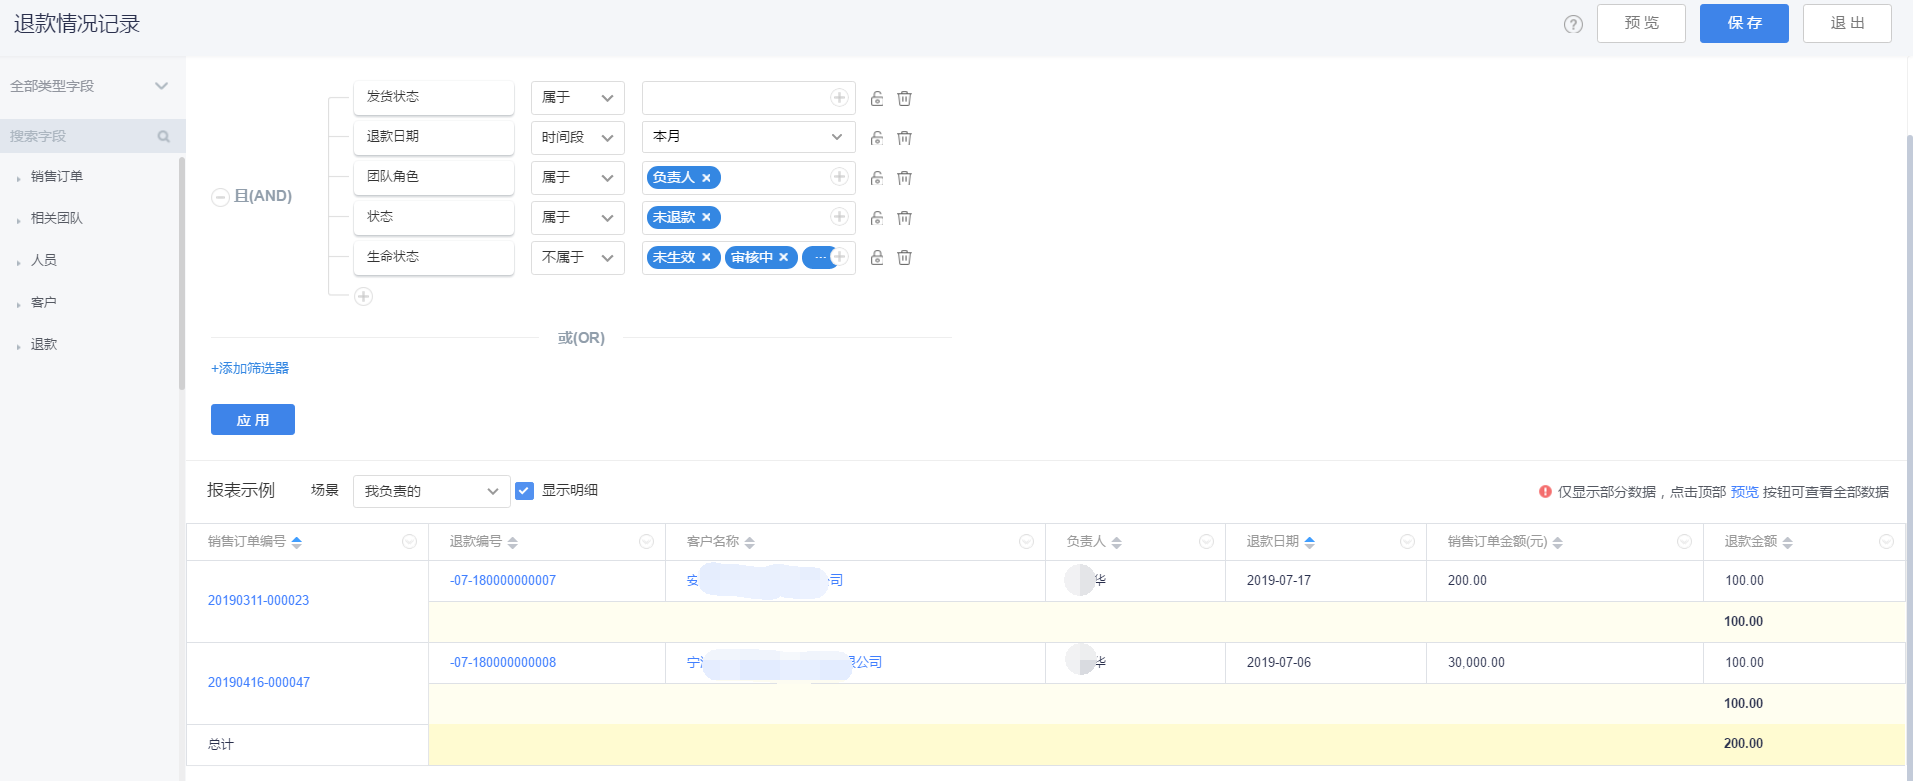 退款情况记录
预 览
保 存
退 出
全部类型字段
搜索字段
销售订单
相关团队
人员
客户
退款
且(AND)
发货状态 属于
退款日期 时间段 本月
团队角色 属于 负责人
状态 属于 未退款
生命状态 不属于 未生效 审核中 ...
或(OR)
+添加筛选器
应 用
报表示例 场景 我负责的 显示明细
仅显示部分数据，点击顶部 预览 按钮可查看全部数据
销售订单编号 退款编号 客户名称 负责人 退款日期 销售订单金额(元) 退款金额
20190311-000023 -07-180000000007 安 司 华 2019-07-17 200.00 100.00
100.00
20190416-000047 -07-180000000008 宁 限公司 华 2019-07-06 30,000.00 100.00
100.00
总计 200.00